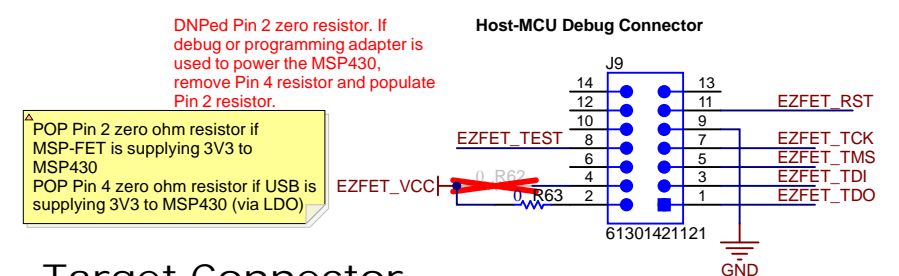 DNPed Pin 2 zero resistor. If
debug or programming adapter is
used to power the MSP430,
remove Pin 4 resistor and populate
Pin 2 resistor.
Host-MCU Debug Connector
POP Pin 2 zero ohm resistor if
MSP-FET is supplying 3V3 to
MSP430
POP Pin 4 zero ohm resistor if USB is
supplying 3V3 to MSP430 (via LDO)
J9
14 13
12 11 EZFET_RST
10 9
EZFET_TEST 8 7 EZFET_TCK
6 5 EZFET_TMS
EZFET_VCC 0 R62 4 3 EZFET_TDI
0 R63 2 1 EZFET_TDO
61301421121
GND
Target Connector